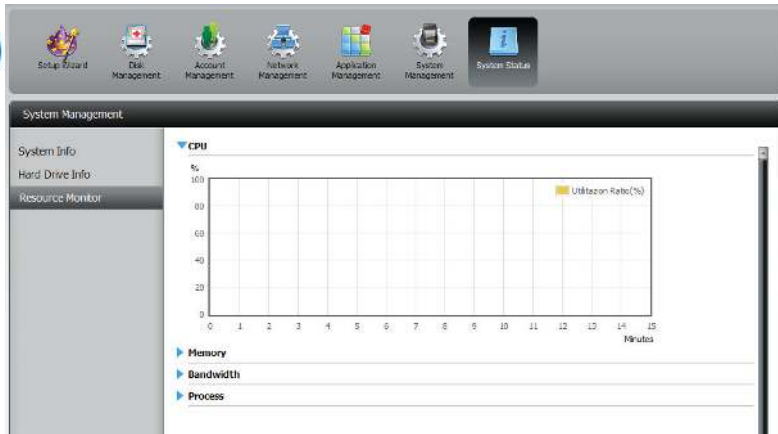 Setup Wizard
Disk
Management
Account
Management
Network
Management
Application
Management
System
Management
System Status
System Management
System Info
Hard Drive Info
Resource Monitor
CPU
%
100
80
60
40
20
0
Utilitazon Ratio(%)
0 1 2 3 4 5 6 7 8 9 10 11 12 13 14 15
Minutes
Memory
Bandwidth
Process